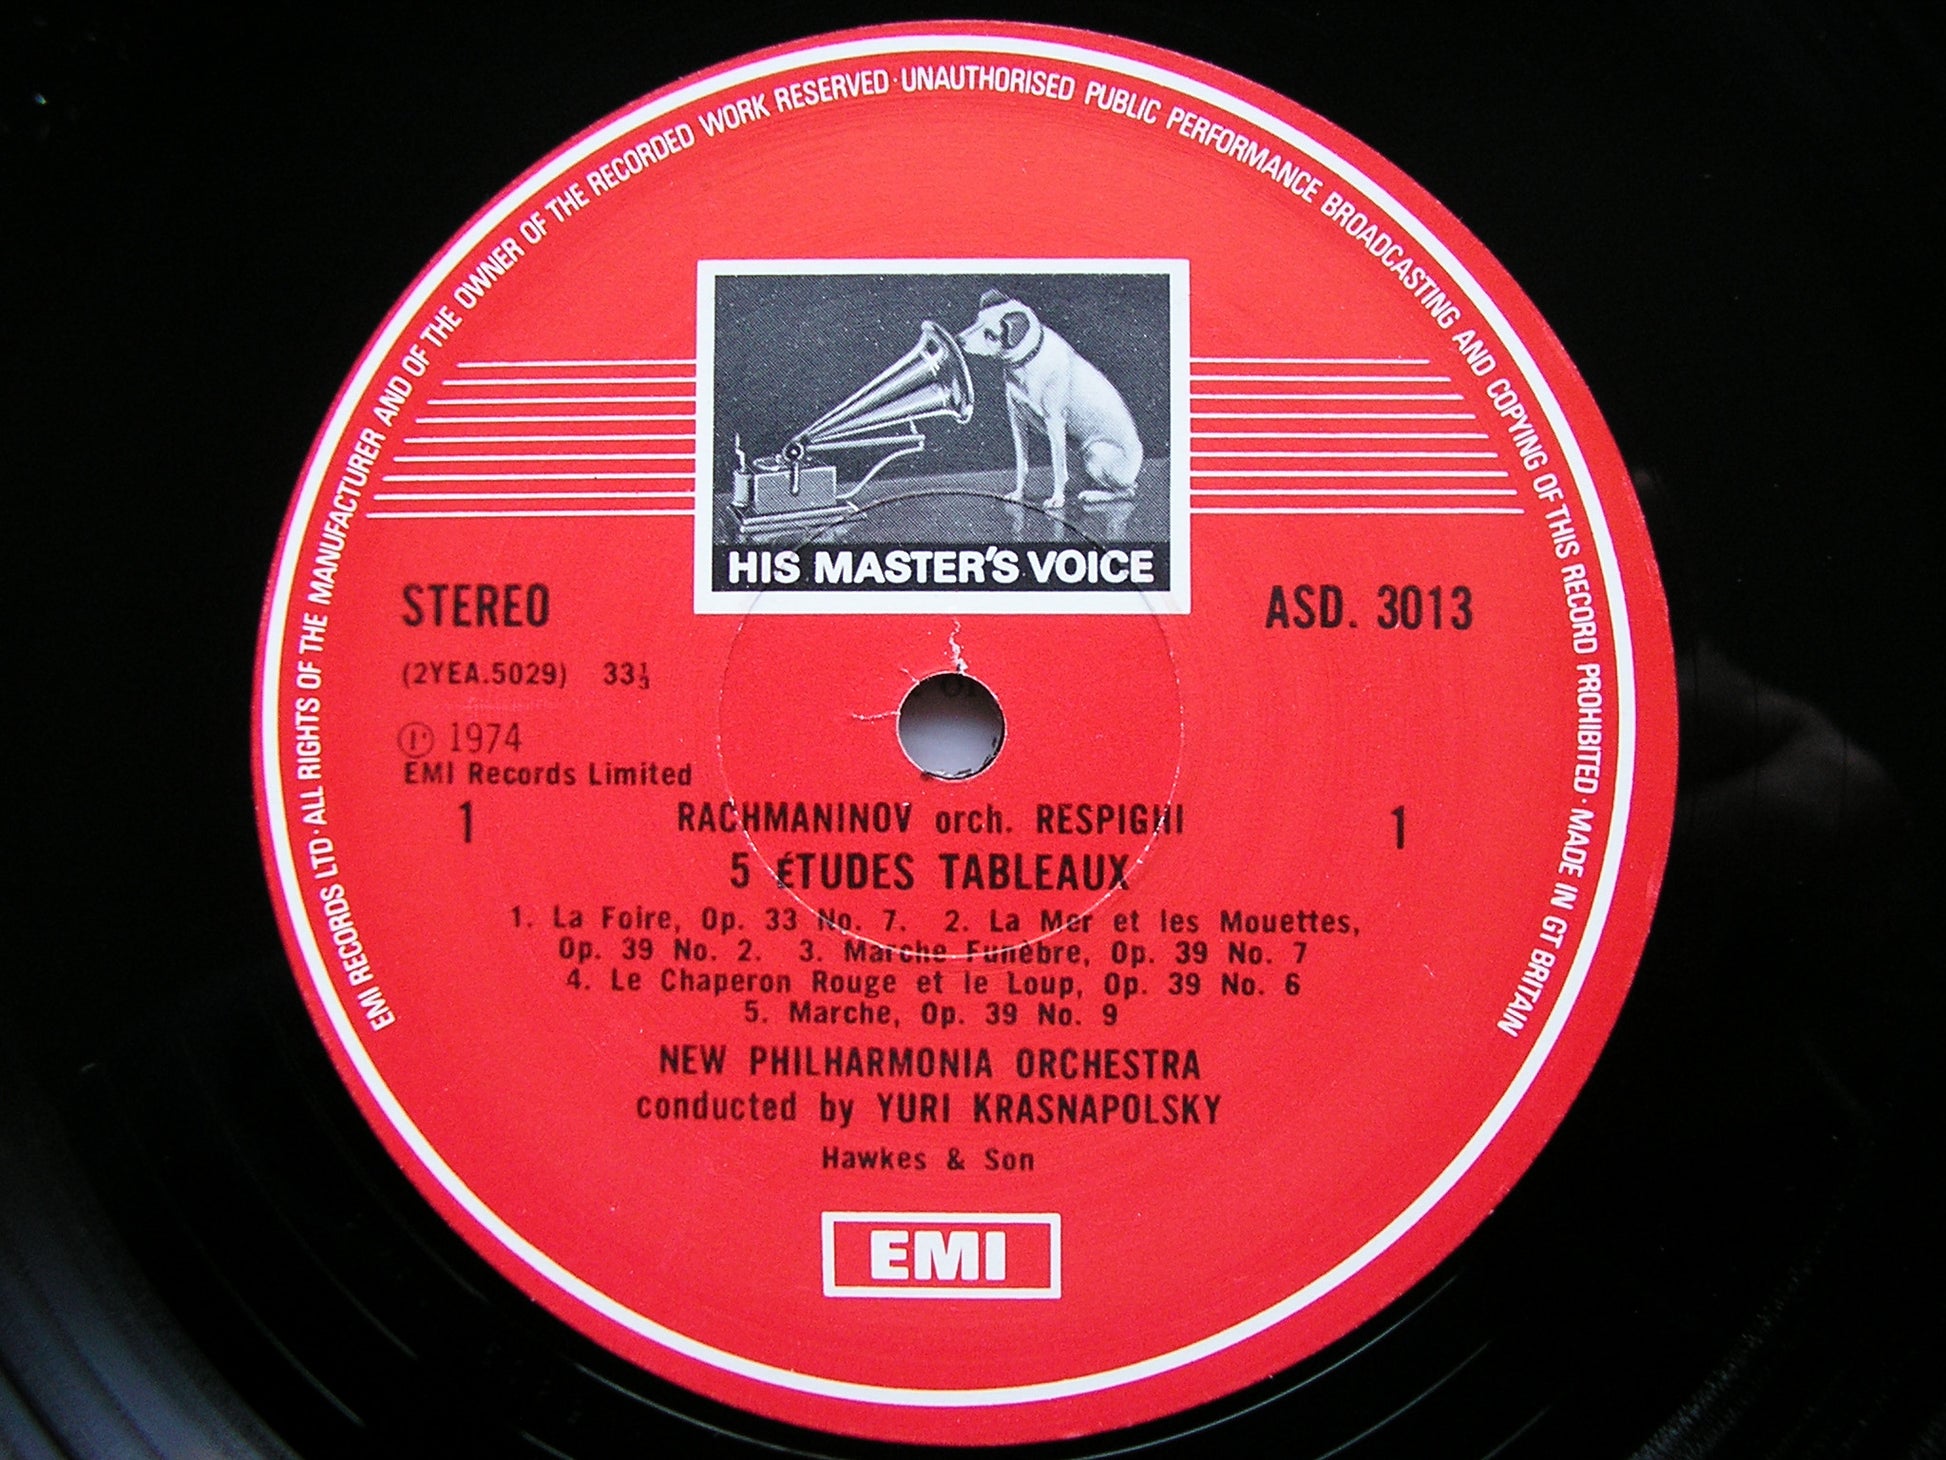 EMI RECORDS LTD · ALL RIGHTS OF THE MANUFACTURER AND OF THE OWNER OF THE RECORDED WORK RESERVED · UNAUTHORISED PUBLIC PERFORMANCE BROADCASTING AND COPYING OF THIS RECORD PROHIBITED · MADE IN GT BRITAIN
HIS MASTER'S VOICE
STEREO ASD. 3013
(2YEA.5029) 33⅓
Ⓟ 1974
EMI Records Limited
1 RACHMANINOV orch. RESPIGHI 1
5 ÉTUDES TABLEAUX
1. La Foire, Op. 33 No. 7. 2. La Mer et les Mouettes,
Op. 39 No. 2. 3. Marche Funèbre, Op. 39 No. 7
4. Le Chaperon Rouge et le Loup, Op. 39 No. 6
5. Marche, Op. 39 No. 9
NEW PHILHARMONIA ORCHESTRA
conducted by YURI KRASNAPOLSKY
Hawkes & Son
EMI